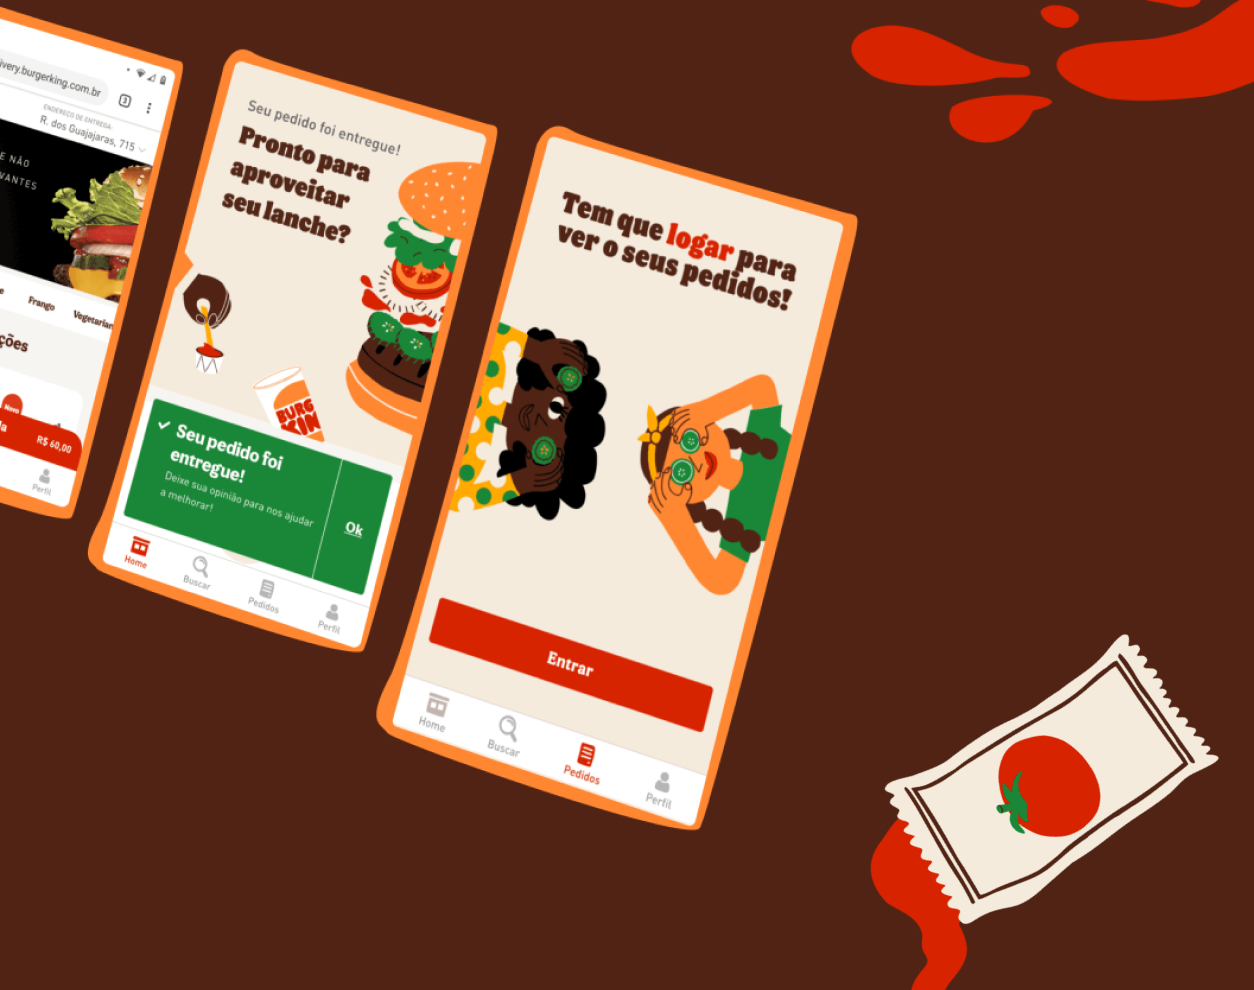 ivery.burgerking.com.br
3
ENDEREÇO DE ENTREGA:
R. dos Guajajaras, 715
E NÃO
VANTES
Frango
Vegetarian
ções
Novo
R$ 60,00
Perfil
Seu pedido foi entregue!
Pronto para
aproveitar
seu lanche?
BURG
KIN
Seu pedido foi
entregue!
Deixe sua opinião para nos ajudar
a melhorar!
Ok
Home
Buscar
Pedidos
Perfil
Tem que logar para
ver o seus pedidos!
Entrar
Home
Buscar
Pedidos
Perfil